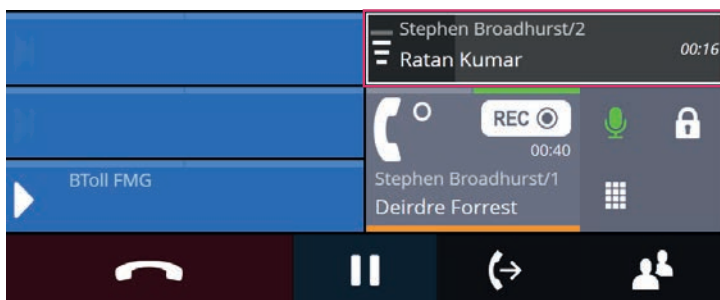 Stephen Broadhurst/2
Ratan Kumar
00:16
REC
00:40
BToll FMG
Stephen Broadhurst/1
Deirdre Forrest